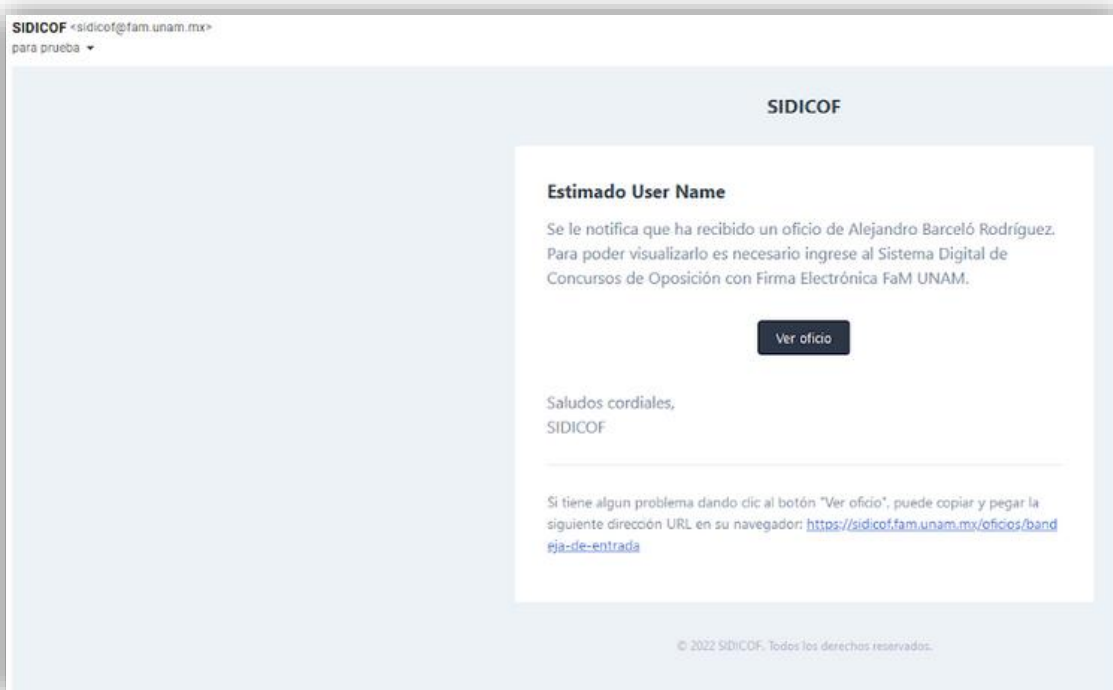 SIDICOF <sidicof@fam.unam.mx>
para prueba
SIDICOF
Estimado User Name
Se le notifica que ha recibido un oficio de Alejandro Barceló Rodríguez.
Para poder visualizarlo es necesario ingrese al Sistema Digital de
Concursos de Oposición con Firma Electrónica FaM UNAM.
Ver oficio
Saludos cordiales,
SIDICOF
Si tiene algun problema dando clic al botón "Ver oficio", puede copiar y pegar la
siguiente dirección URL en su navegador: https://sidicof.fam.unam.mx/oficios/band
eja-de-entrada
© 2022 SIDICOF. Todos los derechos reservados.